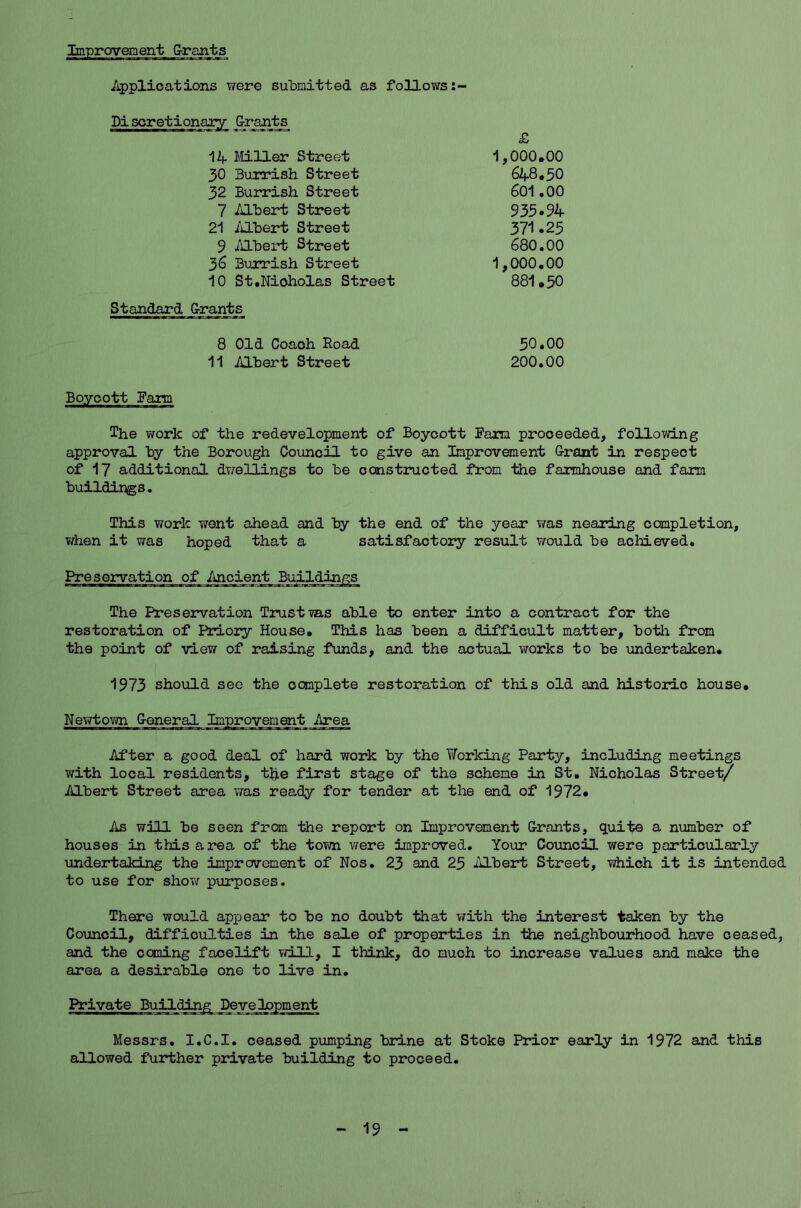 Improvement Grants
Applications were submitted as follows:-
Discretionary Grants
£
14 Miller Street 1,000.00
30 Burrish Street 648.50
32 Burrish Street 601.00
7 Albert Street 935.94
21 Albert Street 371.25
9 Albert Street 680.00
36 Burrish Street 1,000.00
10 St.Nicholas Street 881.50
Standard Grants
8 Old Coach Road 50.00
11 Albert Street 200.00
Boycott Farm
The work of the redevelopment of Boycott Farm proceeded, following
approval by the Borough Council to give an Improvement Grant in respect
of 17 additional dwellings to be constructed from the farmhouse and farm
buildings.
This work went ahead and by the end of the year was nearing completion,
when it was hoped that a satisfactory result would be achieved.
Preservation of Ancient Buildings
The Preservation Trust was able to enter into a contract for the
restoration of Priory House. This has been a difficult matter, both from
the point of view of raising funds, and the actual works to be undertaken.
1973 should see the complete restoration of this old and historic house.
Newtown General Improvement Area
After a good deal of hard work by the Working Party, including meetings
with local residents, the first stage of the scheme in St. Nicholas Street/
Albert Street area was ready for tender at the end of 1972.
As will be seen from the report on Improvement Grants, quite a number of
houses in this area of the town were improved. Your Council were particularly
undertaking the improvement of Nos. 23 and 25 Albert Street, which it is intended
to use for show purposes.
There would appear to be no doubt that with the interest taken by the
Council, difficulties in the sale of properties in the neighbourhood have ceased,
and the coming facelift will, I think, do much to increase values and make the
area a desirable one to live in.
Private Building Development
Messrs. I.C.I. ceased pumping brine at Stoke Prior early in 1972 and this
allowed further private building to proceed.
- 19 -